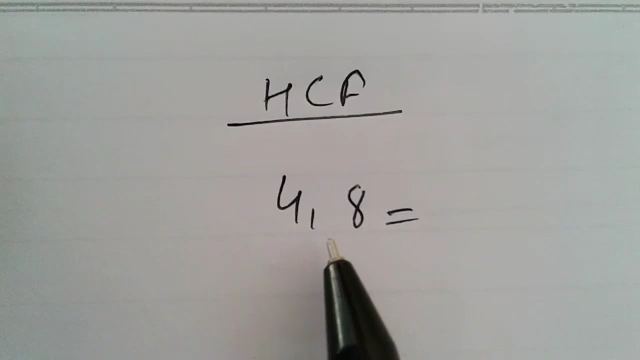 HCF
4, 8 =